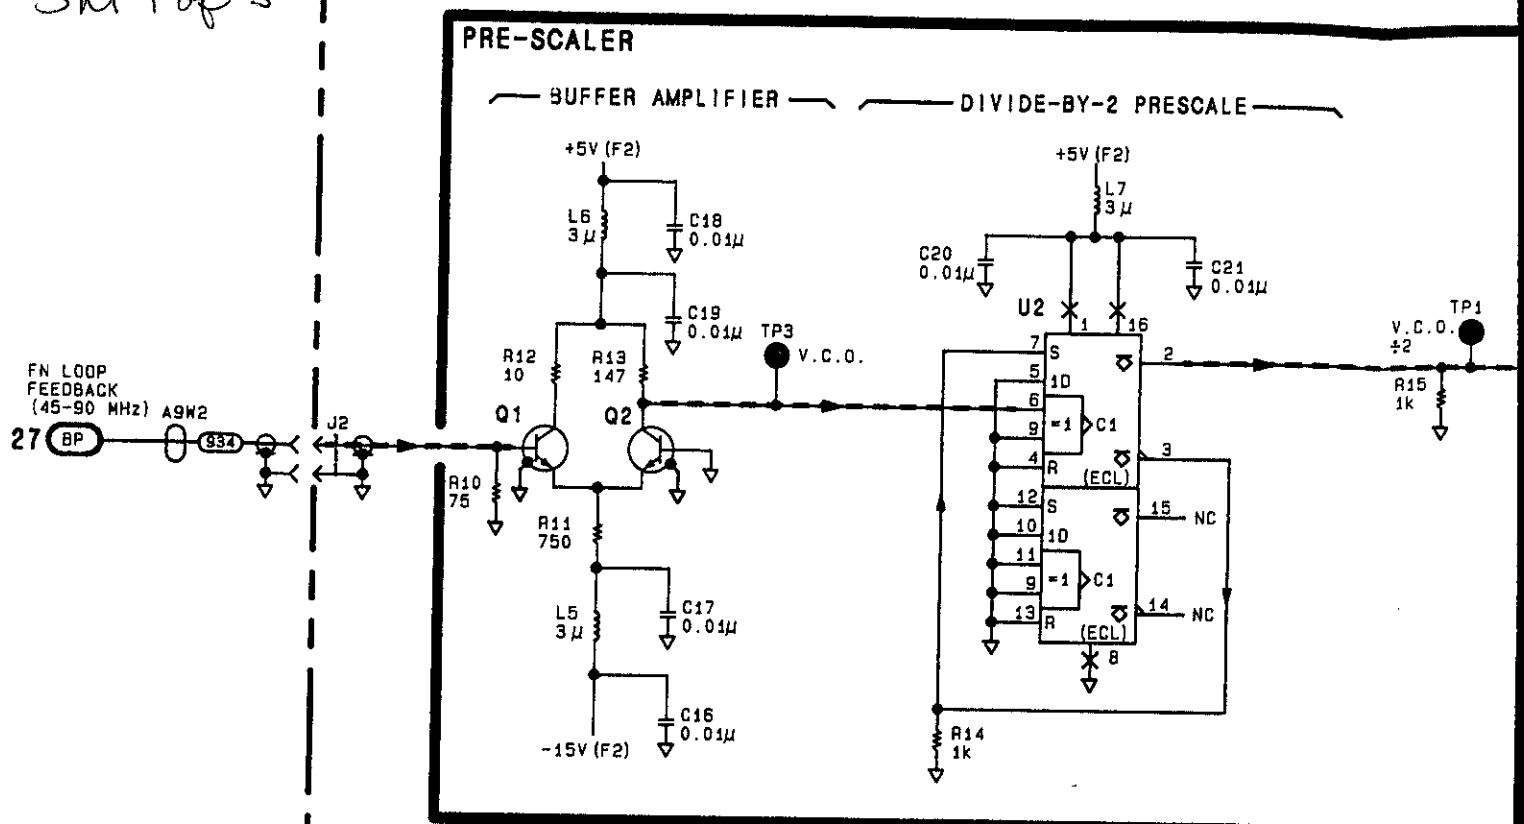 PRE-SCALER
BUFFER AMPLIFIER
DIVIDE-BY-2 PRESCALE
+5V (F2)
+5V (F2)
L7
3µ
L6
3µ
C18
0.01µ
C20
0.01µ
C21
0.01µ
C19
0.01µ
U2
1
16
TP1
V.C.O.
÷2
TP3
V.C.O.
R12
10
R13
147
7
S
2
5
1D
R15
1k
FN LOOP
FEEDBACK
(45-90 MHz)
A9W2
6
=1
C1
Q1
Q2
J2
27
BP
934
9
4
R
3
(ECL)
R10
75
12
S
15
NC
R11
750
10
1D
11
=1
C1
9
L5
3µ
C17
0.01µ
13
R
14
NC
(ECL)
8
C16
0.01µ
-15V (F2)
R14
1k